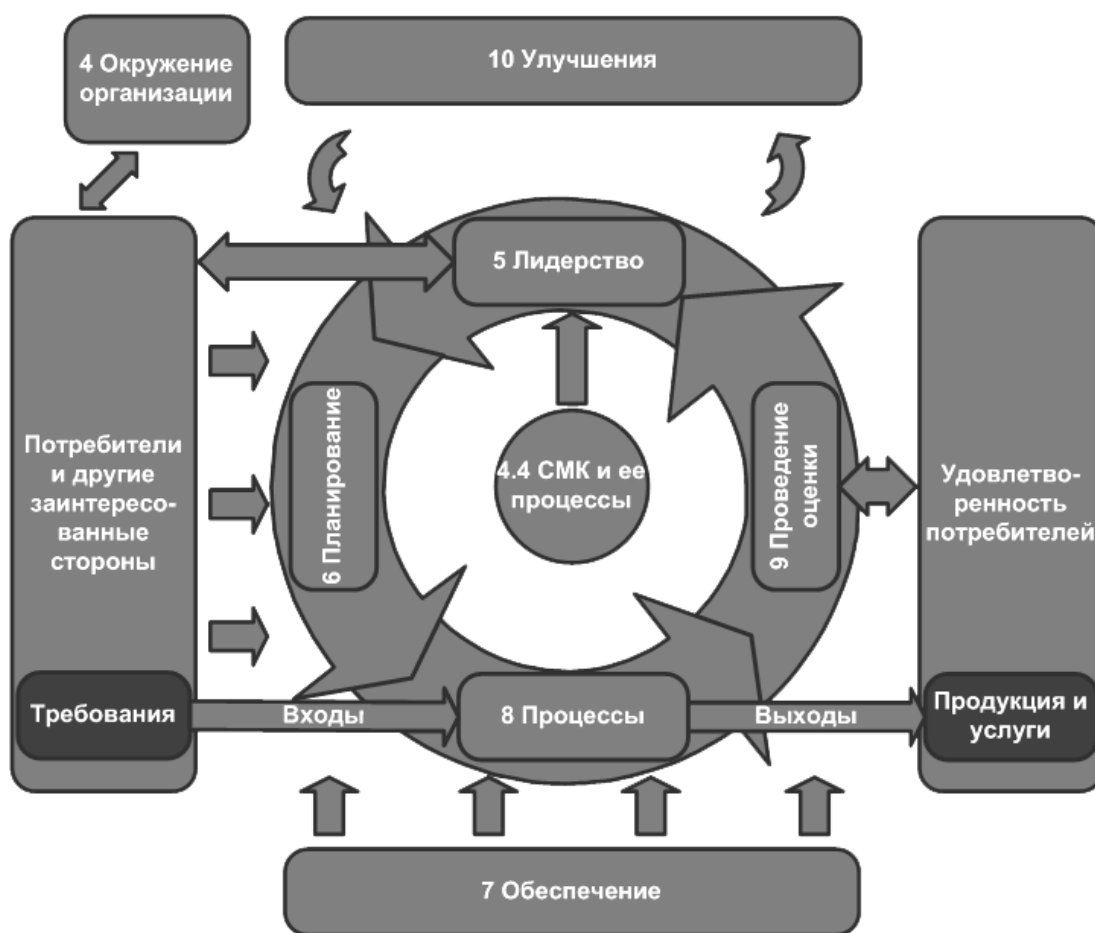 4 Окружение
организации
10 Улучшения
5 Лидерство
Потребители
и другие
заинтересо-
ванные
стороны
6 Планирование
4.4 СМК и ее
процессы
9 Проведение
оценки
Удовлетво-
ренность
потребителей
Требования
Входы
8 Процессы
Выходы
Продукция и
услуги
7 Обеспечение